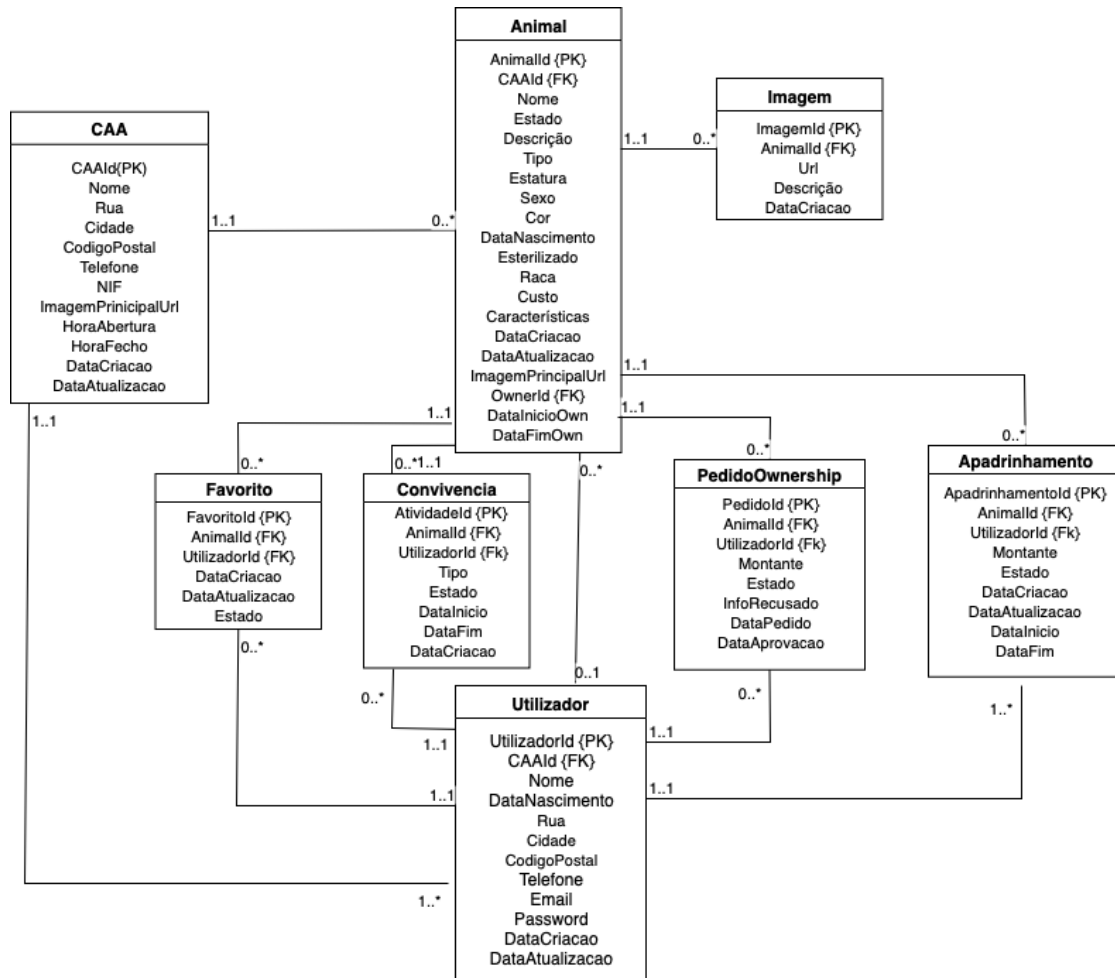 Animal
AnimalId {PK}
CAAId {FK}
Nome
Estado
Descrição
Tipo
Estatura
Sexo
Cor
DataNascimento
Esterilizado
Raca
Custo
Características
DataCriacao
DataAtualizacao
ImagemPrincipalUrl
OwnerId {FK}
DataInicioOwn
DataFimOwn
Imagem
ImagemId {PK}
AnimalId {FK}
Url
Descrição
DataCriacao
1..1
0..*
CAA
CAAId{PK)
Nome
Rua
Cidade
CodigoPostal
Telefone
NIF
ImagemPrinicipalUrl
HoraAbertura
HoraFecho
DataCriacao
DataAtualizacao
1..1
0..*
1..1
1..1
0..*
1..1
0..*
1..1
0..*
0..*
1..1
0..*
Favorito
FavoritoId {PK}
AnimalId {FK}
UtilizadorId {FK}
DataCriacao
DataAtualizacao
Estado
0..*
Convivencia
AtividadeId {PK}
AnimalId {FK}
UtilizadorId {Fk}
Tipo
Estado
DataInicio
DataFim
DataCriacao
0..*
PedidoOwnership
PedidoId {PK}
AnimalId {FK}
UtilizadorId {Fk}
Montante
Estado
InfoRecusado
DataPedido
DataAprovacao
0..*
Apadrinhamento
ApadrinhamentoId {PK}
AnimalId {FK}
UtilizadorId {Fk}
Montante
Estado
DataCriacao
DataAtualizacao
DataInicio
DataFim
1..*
0..1
Utilizador
UtilizadorId {PK}
CAAId {FK}
Nome
DataNascimento
Rua
Cidade
CodigoPostal
Telefone
Email
Password
DataCriacao
DataAtualizacao
1..1
1..1
1..1
1..1
1..*